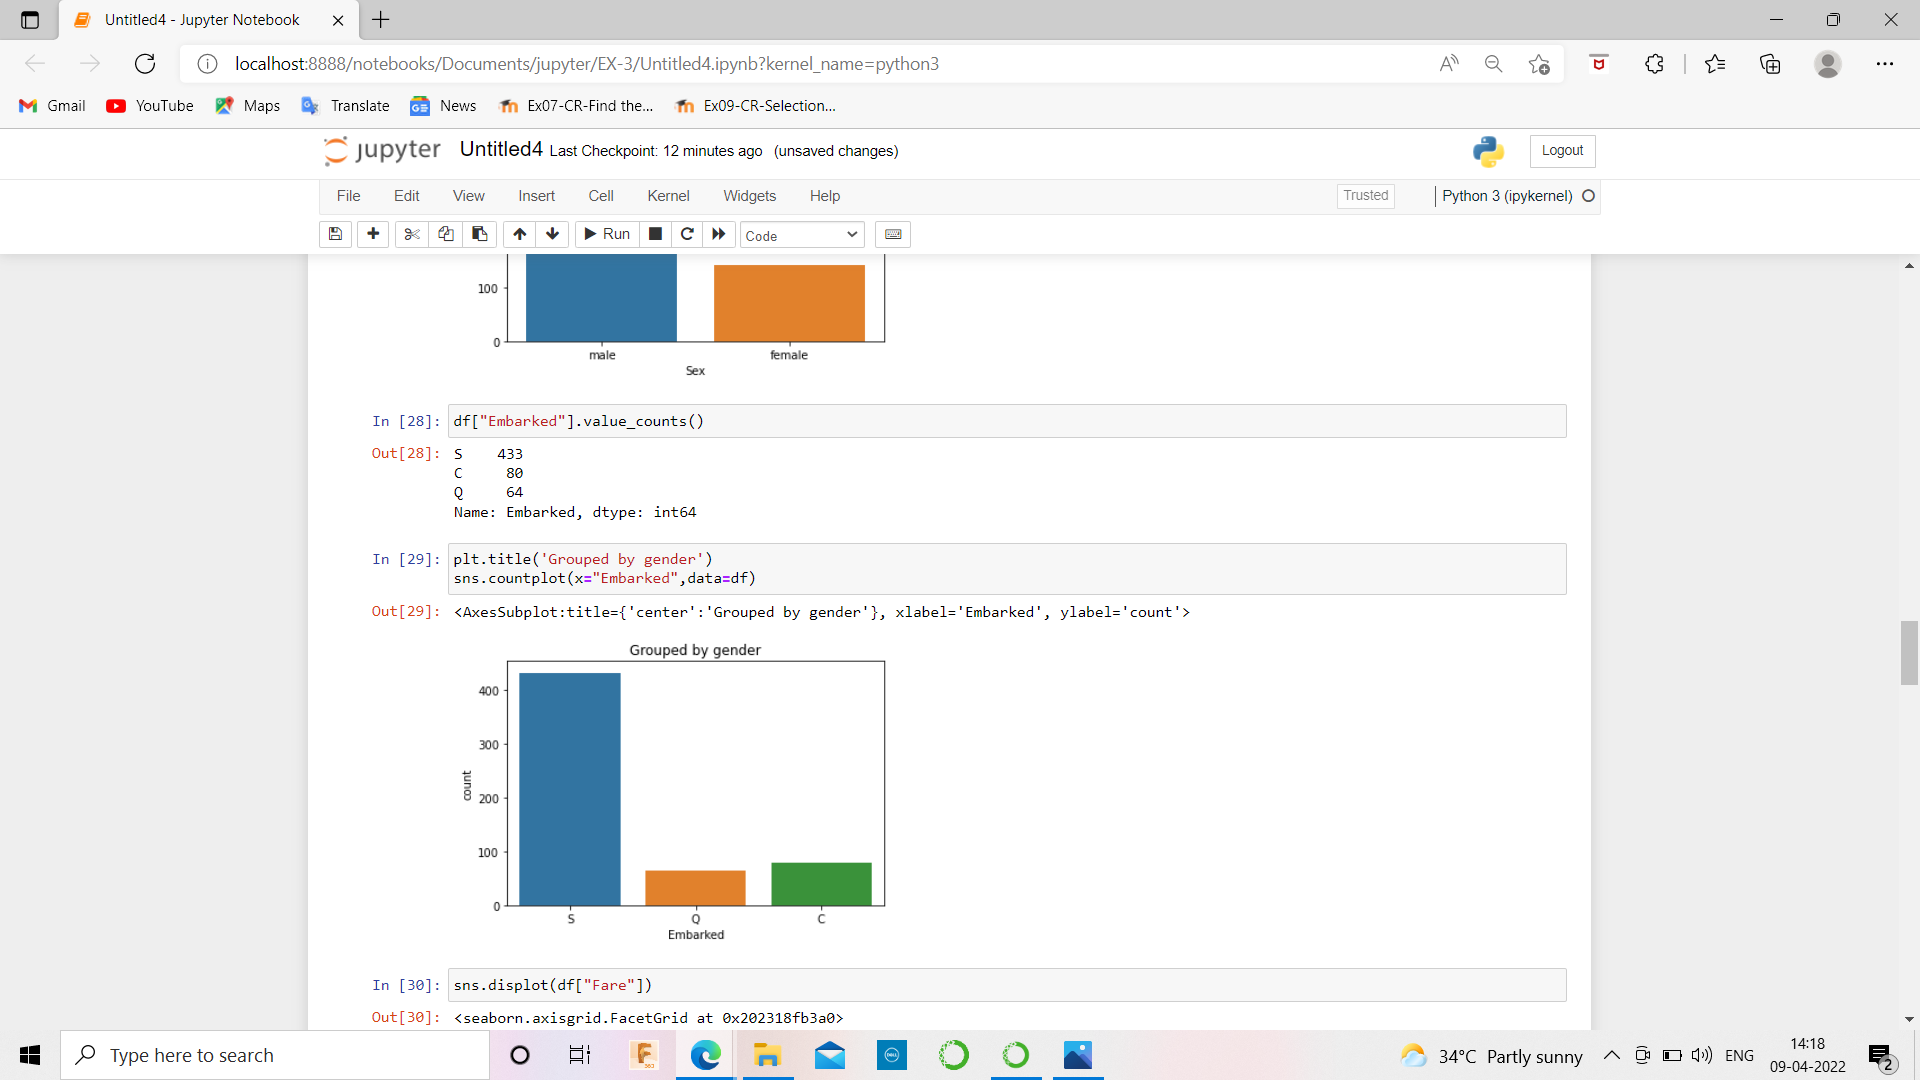 Untitled4 - Jupyter Notebook
localhost:8888/notebooks/Documents/jupyter/EX-3/Untitled4.ipynb?kernel_name=python3
Gmail YouTube Maps Translate News Ex07-CR-Find the... Ex09-CR-Selection...
jupyter Untitled4 Last Checkpoint: 12 minutes ago (unsaved changes) Logout
File Edit View Insert Cell Kernel Widgets Help Trusted Python 3 (ipykernel)
Run Code
100
0
male female
Sex
In [28]: df["Embarked"].value_counts()
Out[28]: S 433
C 80
Q 64
Name: Embarked, dtype: int64
In [29]: plt.title('Grouped by gender')
sns.countplot(x="Embarked",data=df)
Out[29]: <AxesSubplot:title={'center':'Grouped by gender'}, xlabel='Embarked', ylabel='count'>
Grouped by gender
400
300
count
200
100
0
S Q C
Embarked
In [30]: sns.displot(df["Fare"])
Out[30]: <seaborn.axisgrid.FacetGrid at 0x202318fb3a0>
Type here to search 34°C Partly sunny ENG 14:18
09-04-2022 2